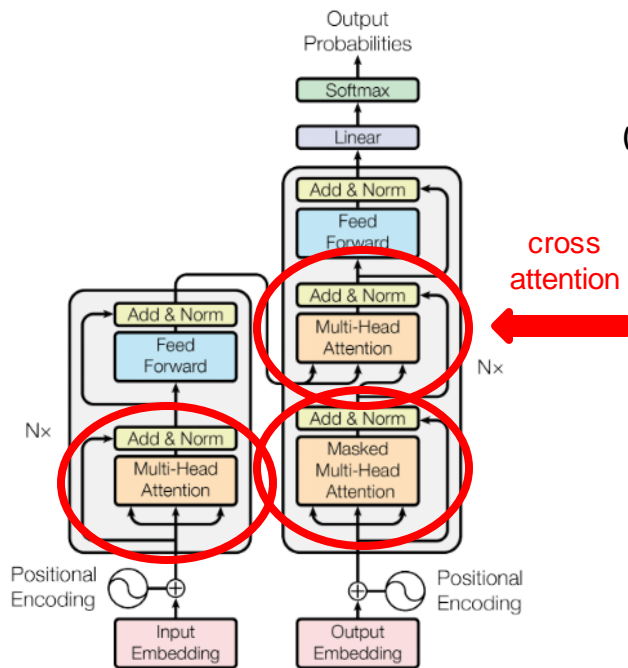 Output
Probabilities
Softmax
Linear
Add & Norm
Feed
Forward
cross
attention
Add & Norm
Multi-Head
Attention
Add & Norm
Feed
Forward
Nx
Add & Norm
Masked
Multi-Head
Attention
Nx
Add & Norm
Multi-Head
Attention
Positional
Encoding
Positional
Encoding
Input
Embedding
Output
Embedding